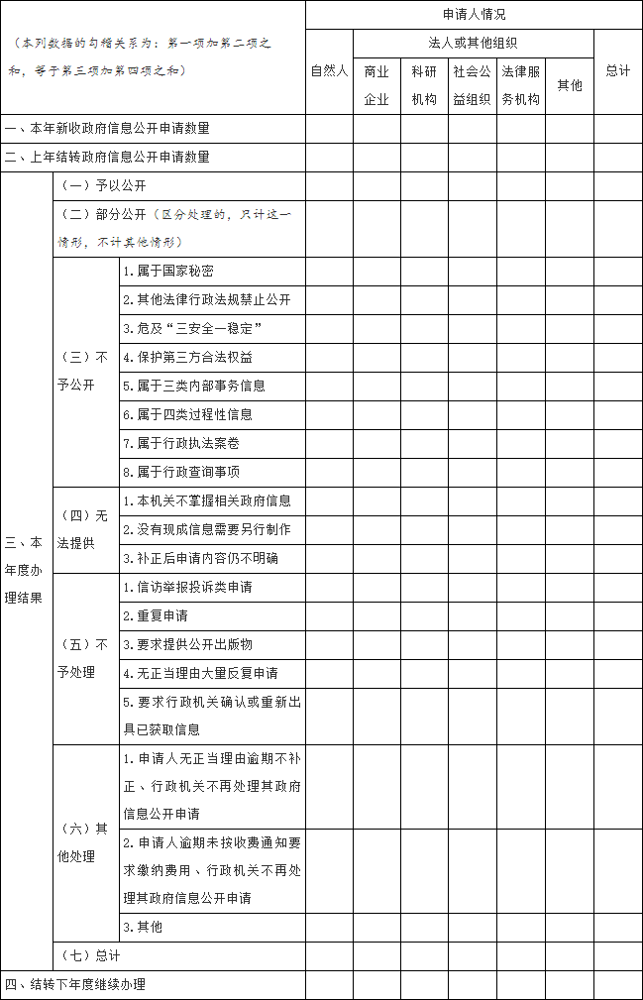 申请人情况
（本列数据的勾稽关系为：第一项加第二项之
和，等于第三项加第四项之和）
法人或其他组织
自然人
商业
企业
科研
机构
社会公
益组织
法律服
务机构
其他
总计
一、本年新收政府信息公开申请数量
二、上年结转政府信息公开申请数量
三、本
年度办
理结果
（一）予以公开
（二）部分公开（区分处理的，只计这一
情形，不计其他情形）
（三）不
予公开
1.属于国家秘密
2.其他法律行政法规禁止公开
3.危及“三安全一稳定”
4.保护第三方合法权益
5.属于三类内部事务信息
6.属于四类过程性信息
7.属于行政执法案卷
8.属于行政查询事项
（四）无
法提供
1.本机关不掌握相关政府信息
2.没有现成信息需要另行制作
3.补正后申请内容仍不明确
（五）不
予处理
1.信访举报投诉类申请
2.重复申请
3.要求提供公开出版物
4.无正当理由大量反复申请
5.要求行政机关确认或重新出
具已获取信息
（六）其
他处理
1.申请人无正当理由逾期不补
正、行政机关不再处理其政府
信息公开申请
2.申请人逾期未按收费通知要
求缴纳费用、行政机关不再处
理其政府信息公开申请
3.其他
（七）总计
四、结转下年度继续办理